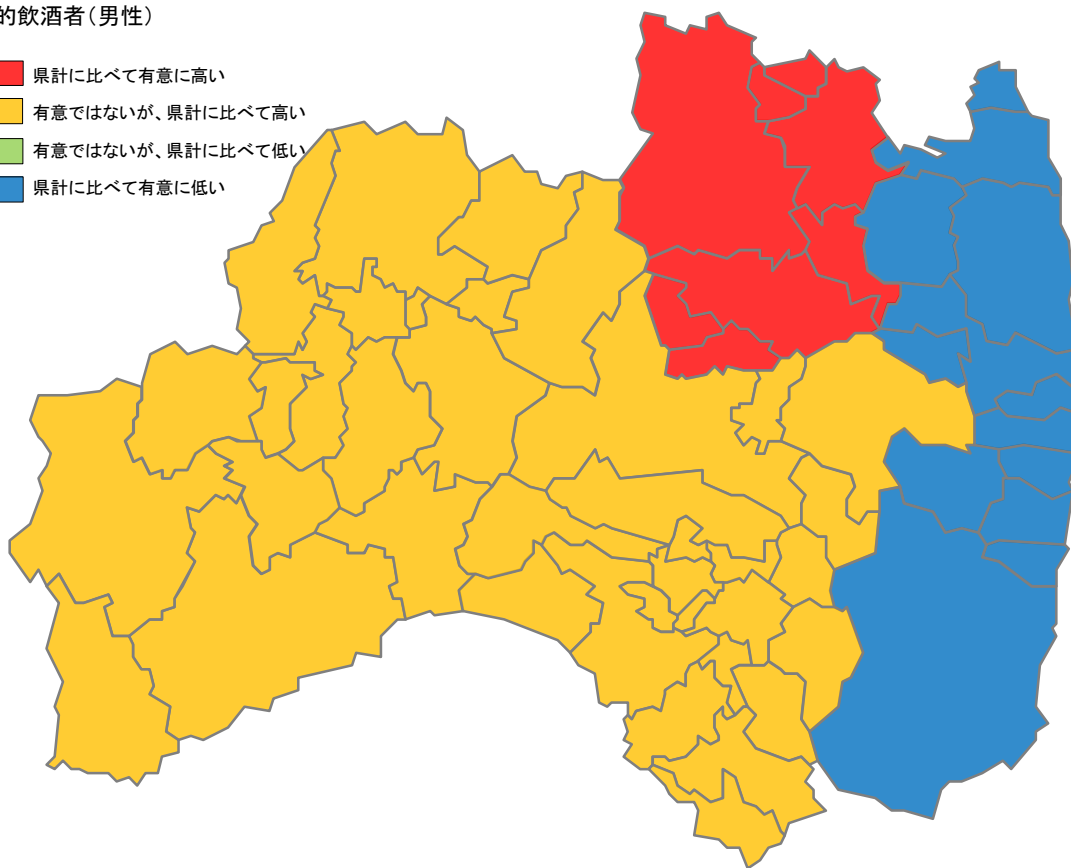 的飲酒者(男性)
県計に比べて有意に高い
有意ではないが、県計に比べて高い
有意ではないが、県計に比べて低い
県計に比べて有意に低い